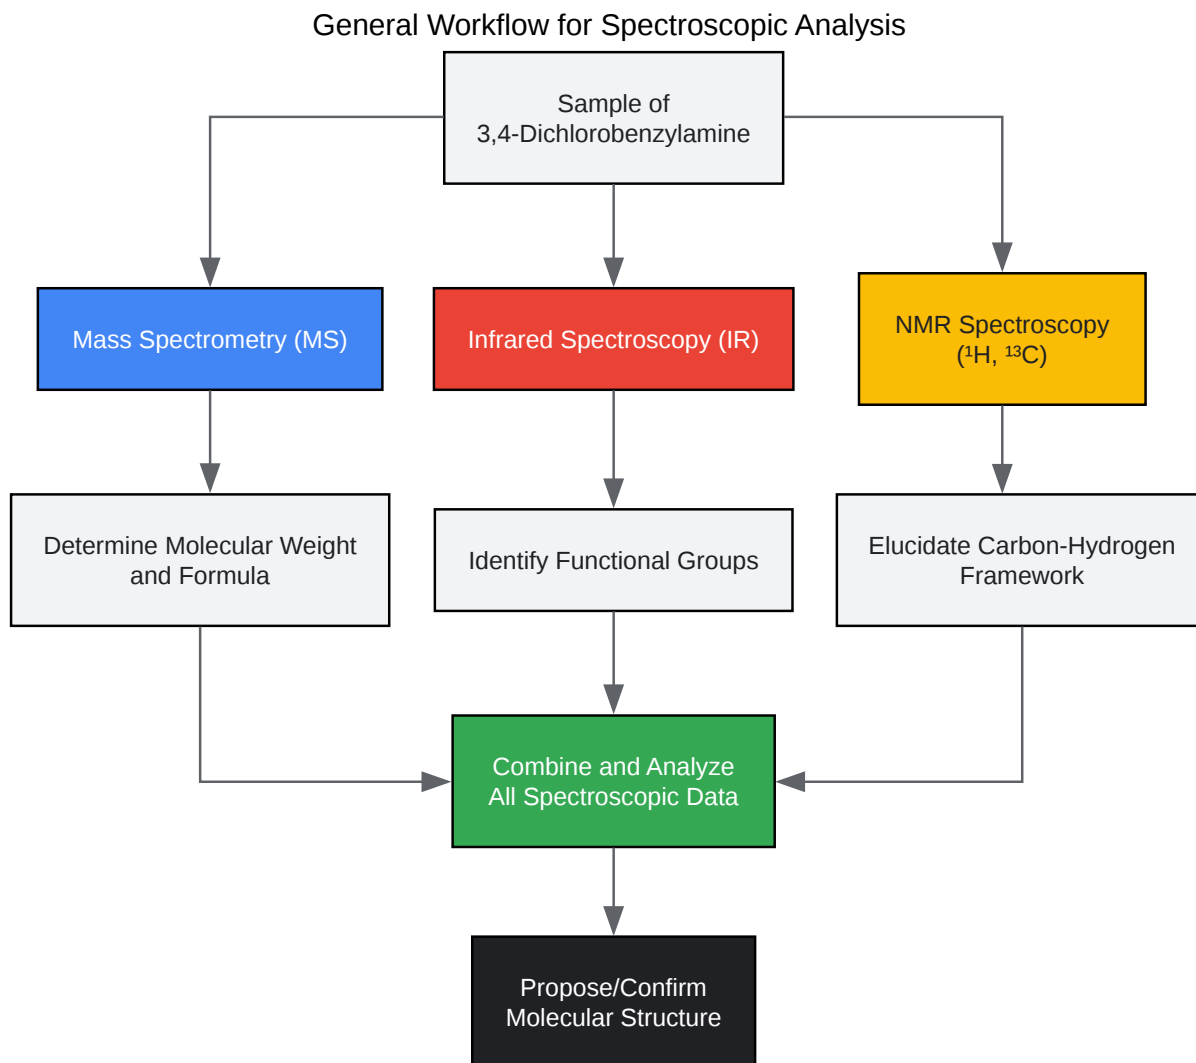 General Workflow for Spectroscopic Analysis
Sample of
3,4-Dichlorobenzylamine
Mass Spectrometry (MS)
Infrared Spectroscopy (IR)
NMR Spectroscopy
(¹H, ¹³C)
Determine Molecular Weight
and Formula
Identify Functional Groups
Elucidate Carbon-Hydrogen
Framework
Combine and Analyze
All Spectroscopic Data
Propose/Confirm
Molecular Structure